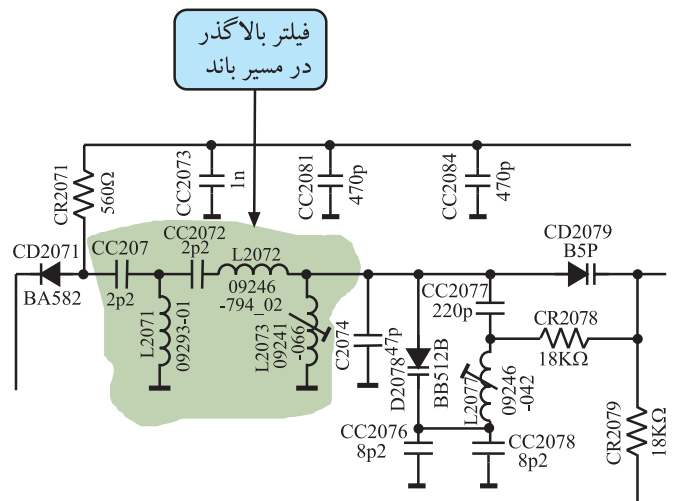 فیلتر بالاگذر
در مسیر باند
CR2071
560Ω
CC2073
1n
CC2081
470p
CC2084
470p
CD2071
BA582
CC207
2p2
CC2072
2p2
L2072
09246
-794_02
L2071
09293-01
L2073
09241
-066
C2074
47p
D2078
BB512B
CC2077
220p
L2077
09246
-042
CD2079
B5P
CR2078
18KΩ
CR2079
18KΩ
CC2076
8p2
CC2078
8p2